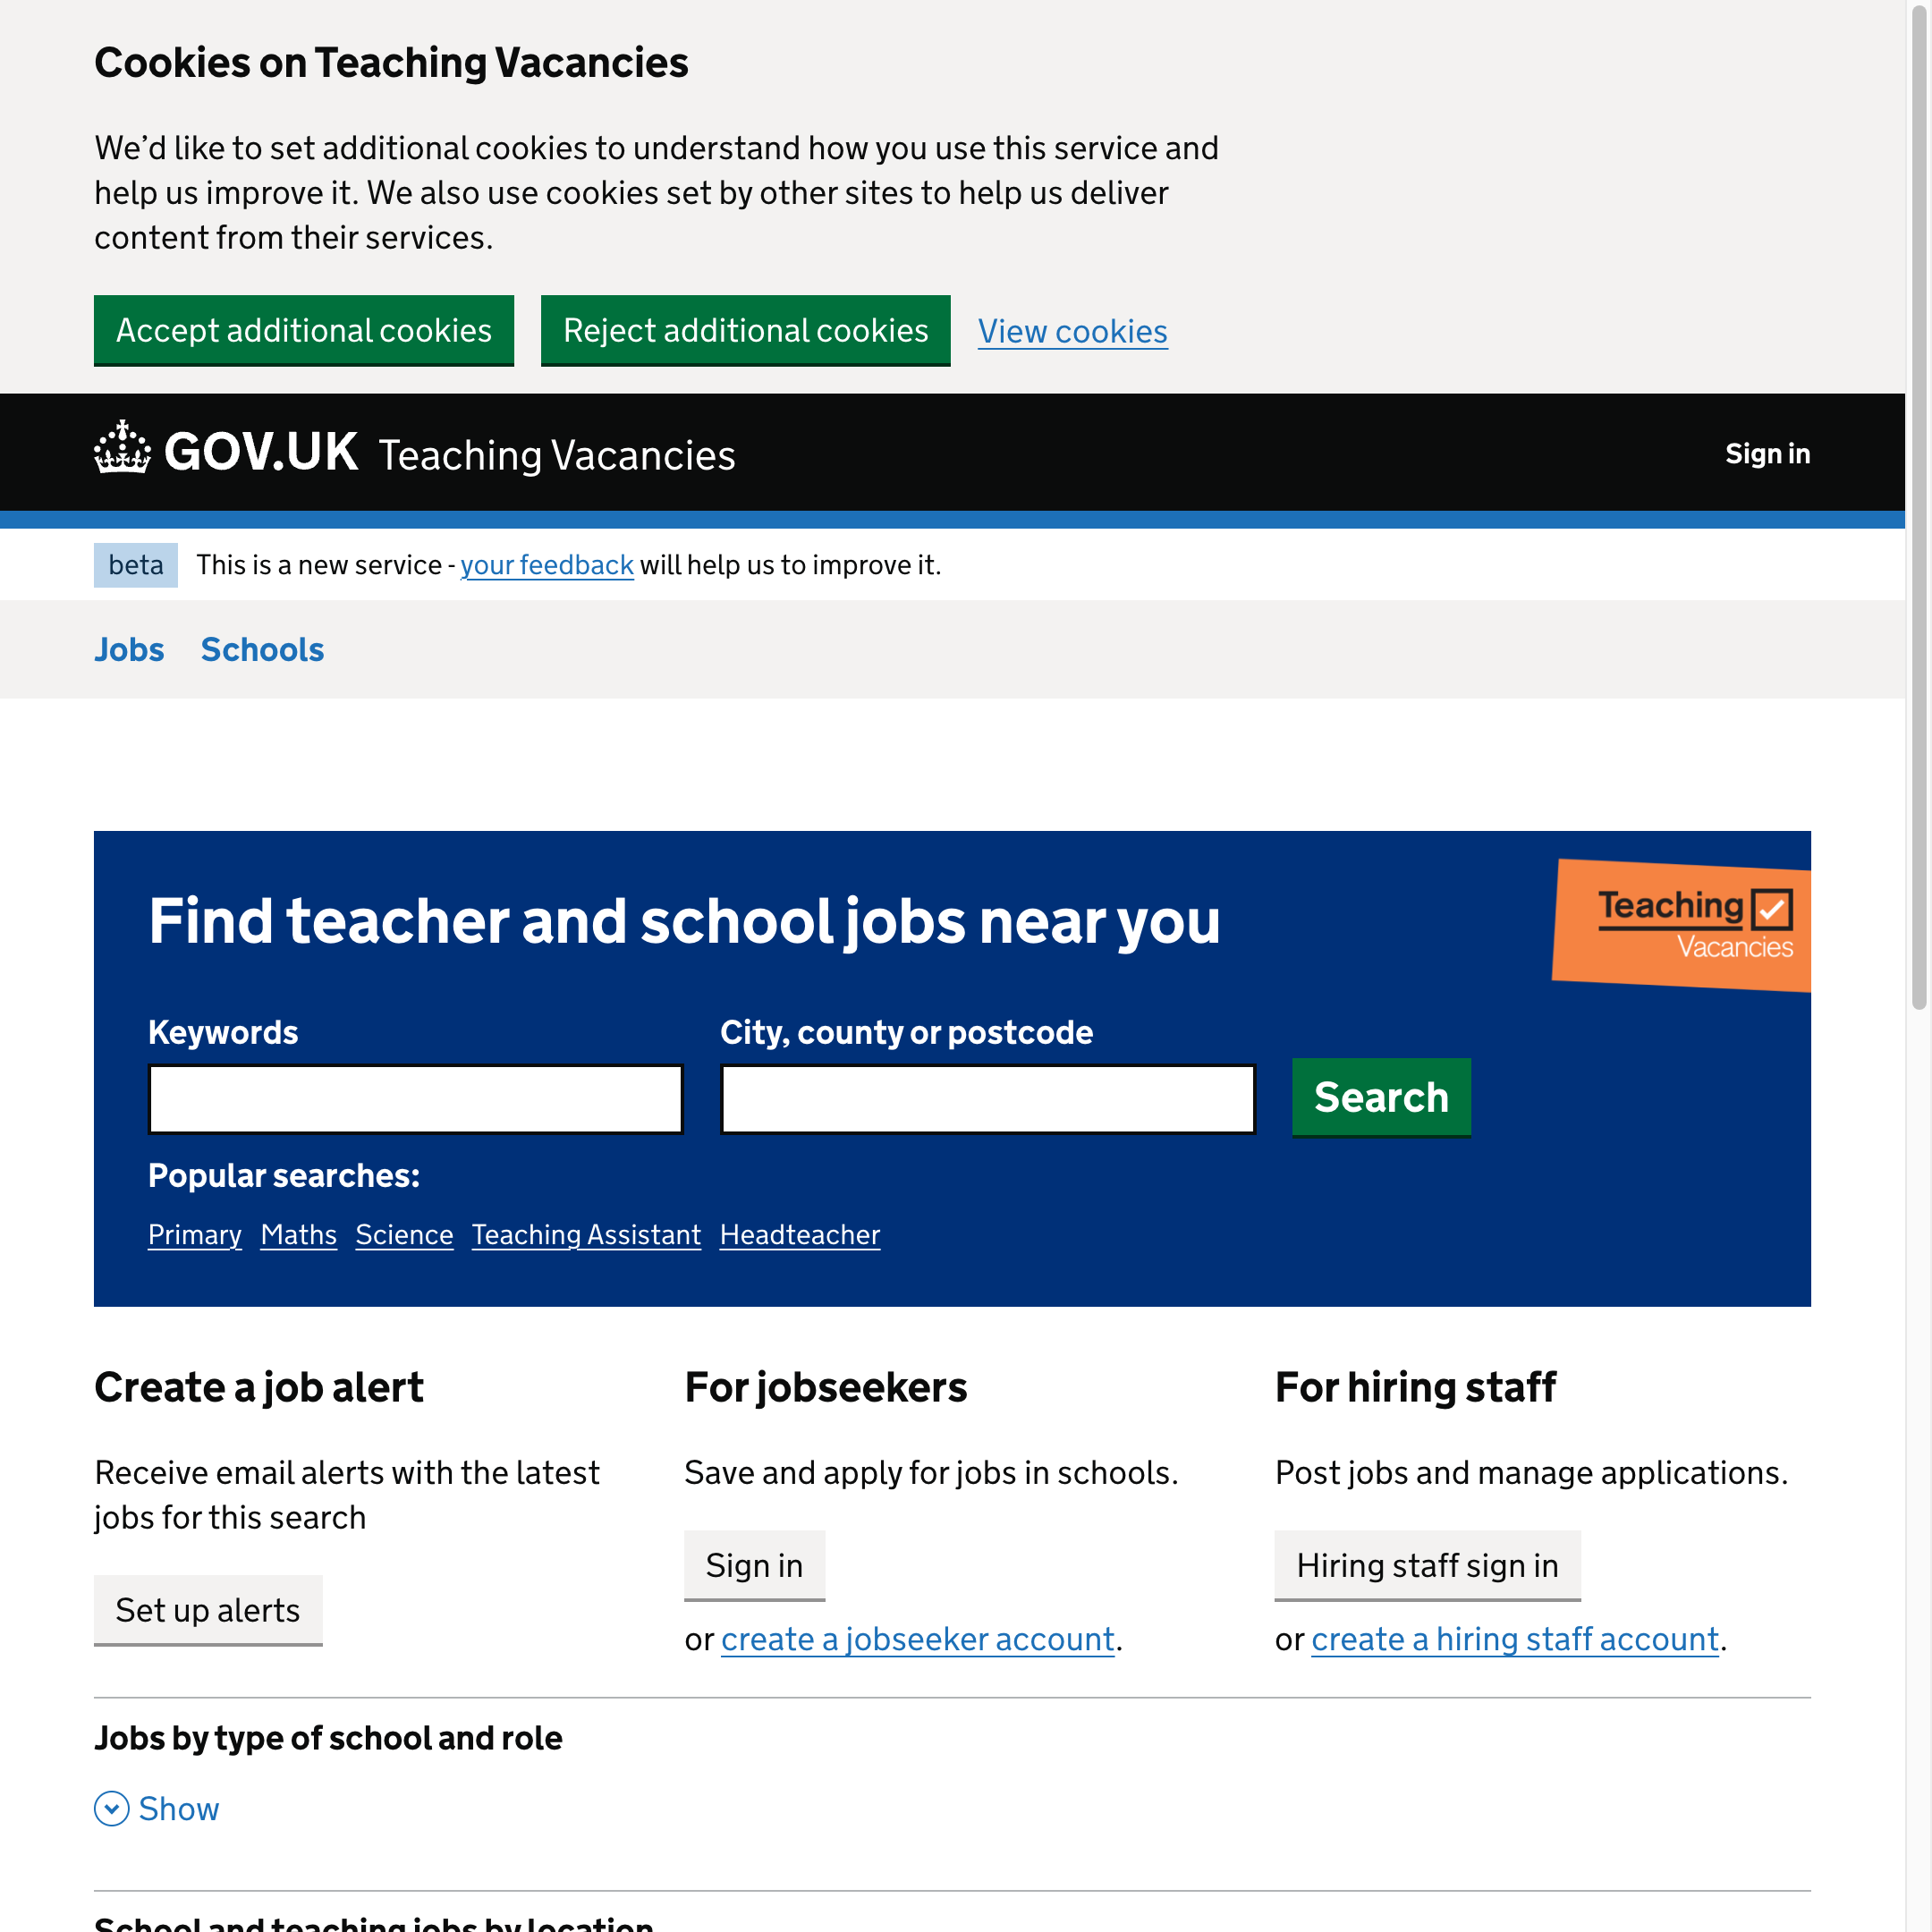 Cookies on Teaching Vacancies
We’d like to set additional cookies to understand how you use this service and
help us improve it. We also use cookies set by other sites to help us deliver
content from their services.
Accept additional cookies Reject additional cookies View cookies
GOV.UK Teaching Vacancies Sign in
beta This is a new service - your feedback will help us to improve it.
Jobs Schools
Find teacher and school jobs near you
Teaching
Vacancies
Keywords City, county or postcode
Search
Popular searches:
Primary Maths Science Teaching Assistant Headteacher
Create a job alert
Receive email alerts with the latest
jobs for this search
Set up alerts
For jobseekers
Save and apply for jobs in schools.
Sign in
or create a jobseeker account.
For hiring staff
Post jobs and manage applications.
Hiring staff sign in
or create a hiring staff account.
Jobs by type of school and role
Show
School and teaching jobs by location